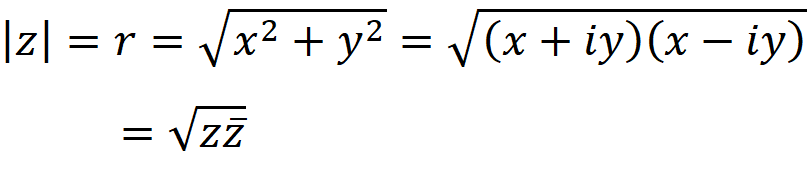 |z| = r = √(x² + y²) = √((x + iy)(x − iy))
= √(zz̄)